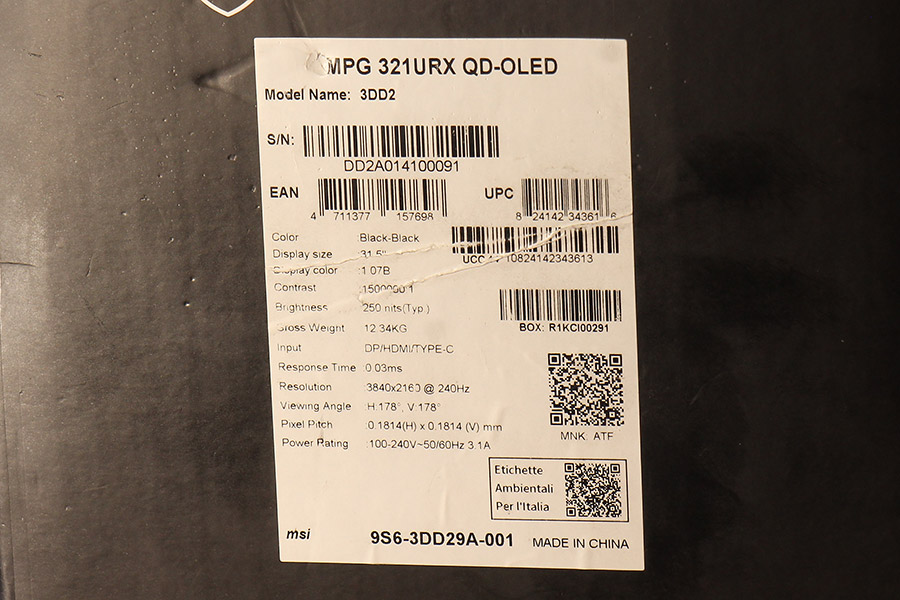 MPG 321URX QD-OLED
Model Name: 3DD2
S/N:
DD2A014100091
EAN
4 711377 157698
UPC
8 24142 34361 6
Color :Black-Black
Display size :31.5"
Display color :1.07B
Contrast :1500000:1
Brightness :250 nits(Typ.)
Gross Weight :12.34KG
Input :DP/HDMI/TYPE-C
Response Time :0.03ms
Resolution :3840x2160 @ 240Hz
Viewing Angle :H:178°, V:178°
Pixel Pitch :0.1814(H) x 0.1814 (V) mm
Power Rating :100-240V~50/60Hz 3.1A
UCC 10824142343613
BOX: R1KCI00291
MNK ATF
Etichette
Ambientali
Per l'Italia
msi
9S6-3DD29A-001
MADE IN CHINA